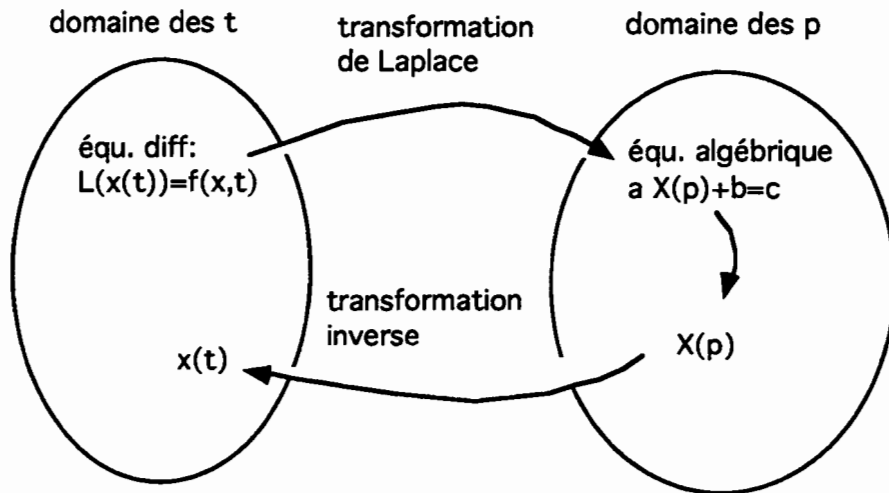 domaine des t
transformation
de Laplace
domaine des p
équ. diff:
L(x(t))=f(x,t)
équ. algébrique
a X(p)+b=c
transformation
inverse
x(t)
X(p)